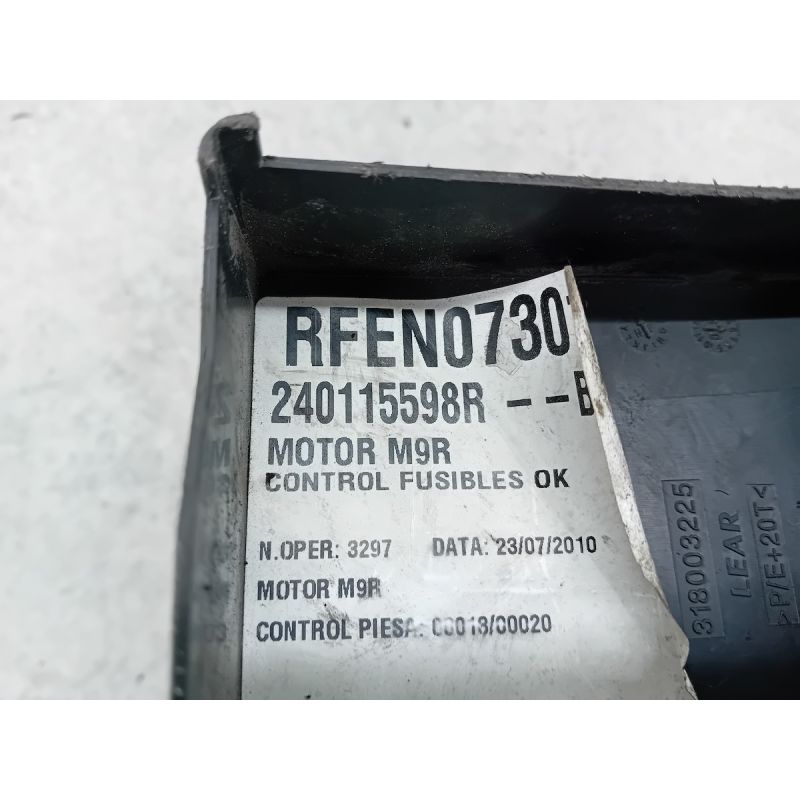 RFEN0730
240115598R --B
MOTOR M9R
CONTROL FUSIBLES OK
N.OPER: 3297 DATA: 23/07/2010
MOTOR M9R
CONTROL PIESA: 00018/00020
318003225
LEAR
>P/E+20T<